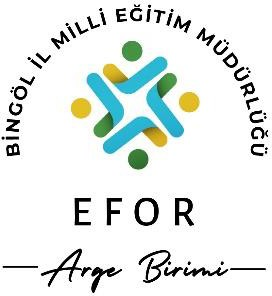 BİNGÖL İL MİLLİ EĞİTİM MÜDÜRLÜĞÜ
EFOR
Arge Birimi